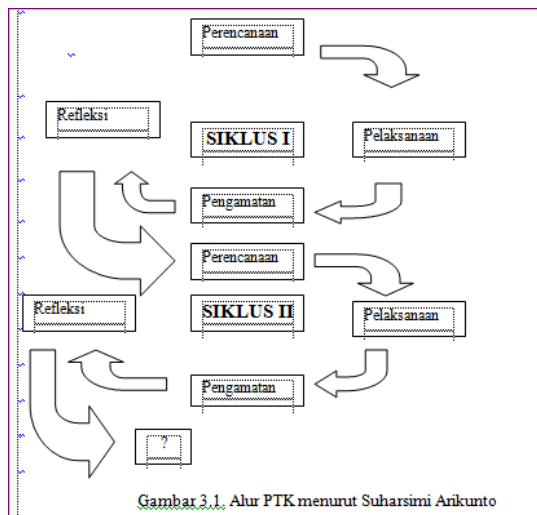 Perencanaan
Refleksi
SIKLUS I
Pelaksanaan
Pengamatan
Perencanaan
Refleksi
SIKLUS II
Pelaksanaan
Pengamatan
?
Gambar 3.1. Alur PTK menurut Suharsimi Arikunto